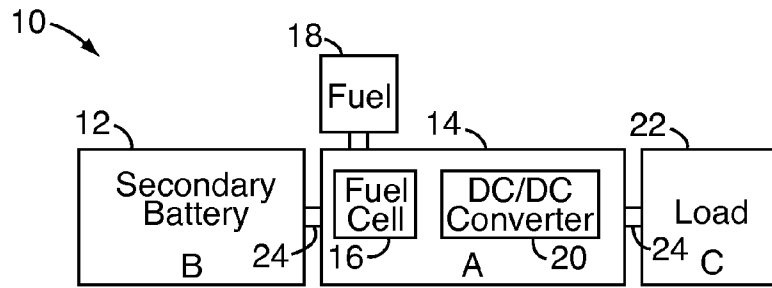 10
18
Fuel
12
14
22
Secondary
Battery
Fuel
Cell
DC/DC
Converter
Load
24
16
20
24
B
A
C